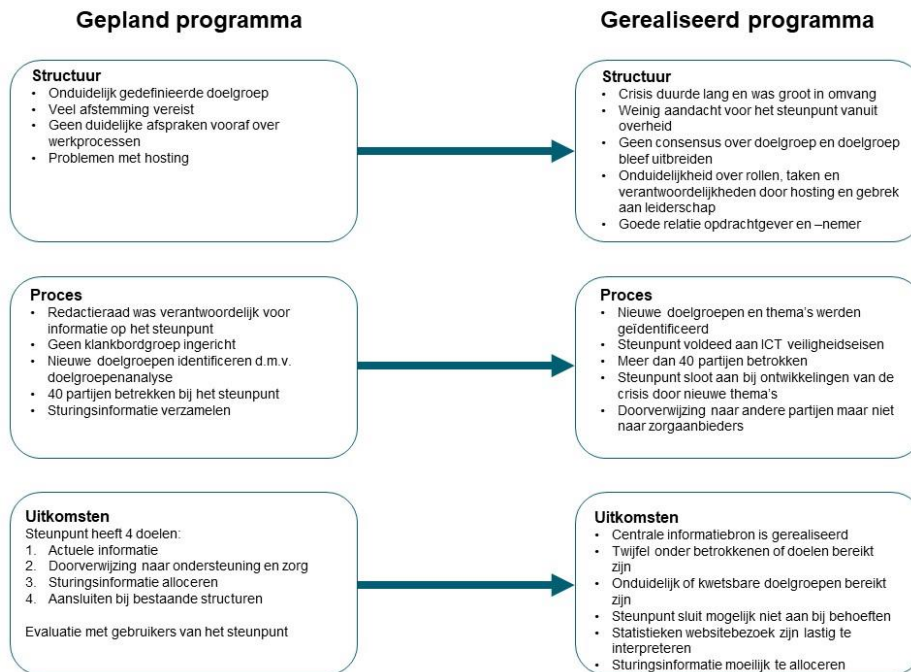 Gepland programma
Gerealiseerd programma
Structuur
• Onduidelijk gedefinieerde doelgroep
• Veel afstemming vereist
• Geen duidelijke afspraken vooraf over
werkprocessen
• Problemen met hosting
Structuur
• Crisis duurde lang en was groot in omvang
• Weinig aandacht voor het steunpunt vanuit
overheid
• Geen consensus over doelgroep en doelgroep
bleef uitbreiden
• Onduidelijkheid over rollen, taken en
verantwoordelijkheden door hosting en gebrek
aan leiderschap
• Goede relatie opdrachtgever en –nemer
Proces
• Redactieraad was verantwoordelijk voor
informatie op het steunpunt
• Geen klankbordgroep ingericht
• Nieuwe doelgroepen identificeren d.m.v.
doelgroepenanalyse
• 40 partijen betrekken bij het steunpunt
• Sturingsinformatie verzamelen
Proces
• Nieuwe doelgroepen en thema's werden
geïdentificeerd
• Steunpunt voldeed aan ICT veiligheidseisen
• Meer dan 40 partijen betrokken
• Steunpunt sloot aan bij ontwikkelingen van de
crisis door nieuwe thema's
• Doorverwijzing naar andere partijen maar niet
naar zorgaanbieders
Uitkomsten
Steunpunt heeft 4 doelen:
1. Actuele informatie
2. Doorverwijzing naar ondersteuning en zorg
3. Sturingsinformatie alloceren
4. Aansluiten bij bestaande structuren
Evaluatie met gebruikers van het steunpunt
Uitkomsten
• Centrale informatiebron is gerealiseerd
• Twijfel onder betrokkenen of doelen bereikt
zijn
• Onduidelijk of kwetsbare doelgroepen bereikt
zijn
• Steunpunt sluit mogelijk niet aan bij behoeften
• Statistieken websitebezoek zijn lastig te
interpreteren
• Sturingsinformatie moeilijk te alloceren